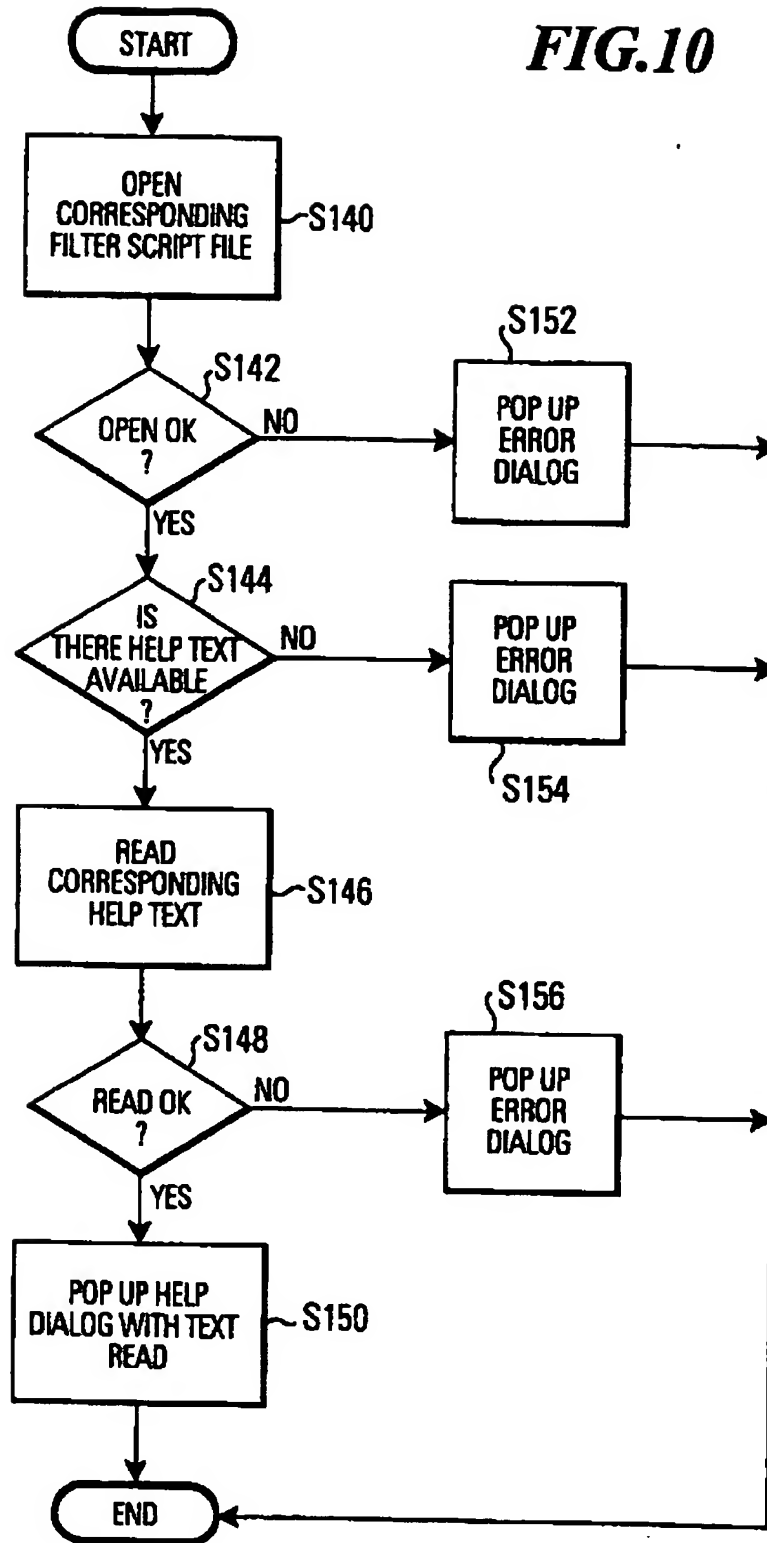 FIG.10
START
OPEN
CORRESPONDING
FILTER SCRIPT FILE
S140
S142
OPEN OK
?
NO
YES
S152
POP UP
ERROR
DIALOG
S144
IS
THERE HELP TEXT
AVAILABLE
?
NO
YES
POP UP
ERROR
DIALOG
S154
READ
CORRESPONDING
HELP TEXT
S146
S148
READ OK
?
NO
YES
S156
POP UP
ERROR
DIALOG
POP UP HELP
DIALOG WITH TEXT
READ
S150
END